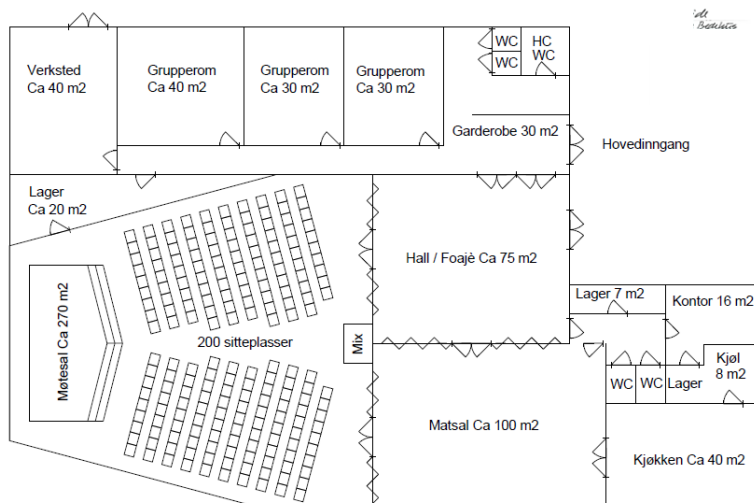 Verksted
Ca 40 m2
Grupperom
Ca 40 m2
Grupperom
Ca 30 m2
Grupperom
Ca 30 m2
WC
WC
HC
WC
Garderobe 30 m2
Hovedinngang
Lager
Ca 20 m2
Hall / Foajè Ca 75 m2
Møtesal Ca 270 m2
200 sitteplasser
Mix
Lager 7 m2
Kontor 16 m2
WC
WC
Lager
Kjøl
8 m2
Matsal Ca 100 m2
Kjøkken Ca 40 m2